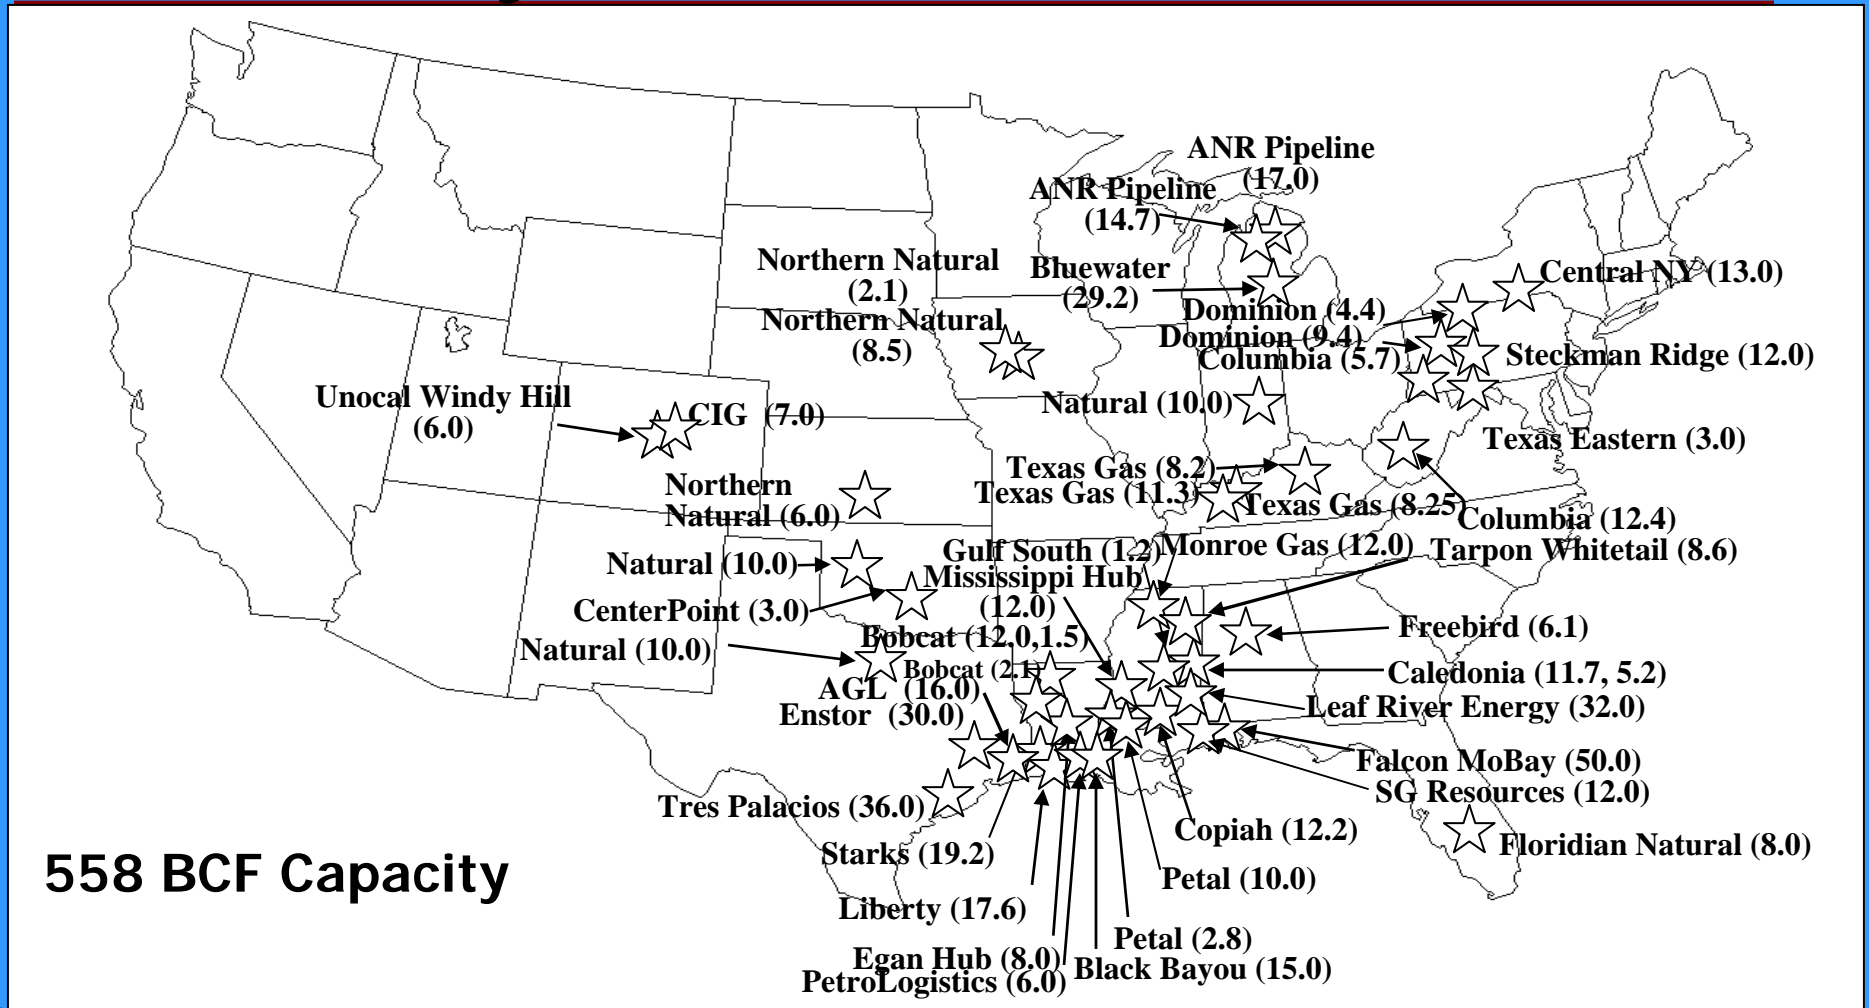 ANR Pipeline
(17.0)
ANR Pipeline
(14.7)
Northern Natural
(2.1)
Bluewater
(29.2)
Central NY (13.0)
Dominion (4.4)
Northern Natural
(8.5)
Dominion (9.4)
Columbia (5.7)
Steckman Ridge (12.0)
Unocal Windy Hill
(6.0)
CIG (7.0)
Natural (10.0)
Texas Eastern (3.0)
Texas Gas (8.2)
Northern
Natural (6.0)
Texas Gas (11.3)
Texas Gas (8.25)
Columbia (12.4)
Gulf South (1.2)
Monroe Gas (12.0)
Tarpon Whitetail (8.6)
Natural (10.0)
Mississippi Hub
(12.0)
CenterPoint (3.0)
Freebird (6.1)
Bobcat (12.0,1.5)
Natural (10.0)
Bobcat (2.1)
Caledonia (11.7, 5.2)
AGL (16.0)
Leaf River Energy (32.0)
Enstor (30.0)
Falcon MoBay (50.0)
SG Resources (12.0)
Tres Palacios (36.0)
Copiah (12.2)
Floridian Natural (8.0)
Starks (19.2)
558 BCF Capacity
Petal (10.0)
Liberty (17.6)
Petal (2.8)
Egan Hub (8.0)
Black Bayou (15.0)
PetroLogistics (6.0)